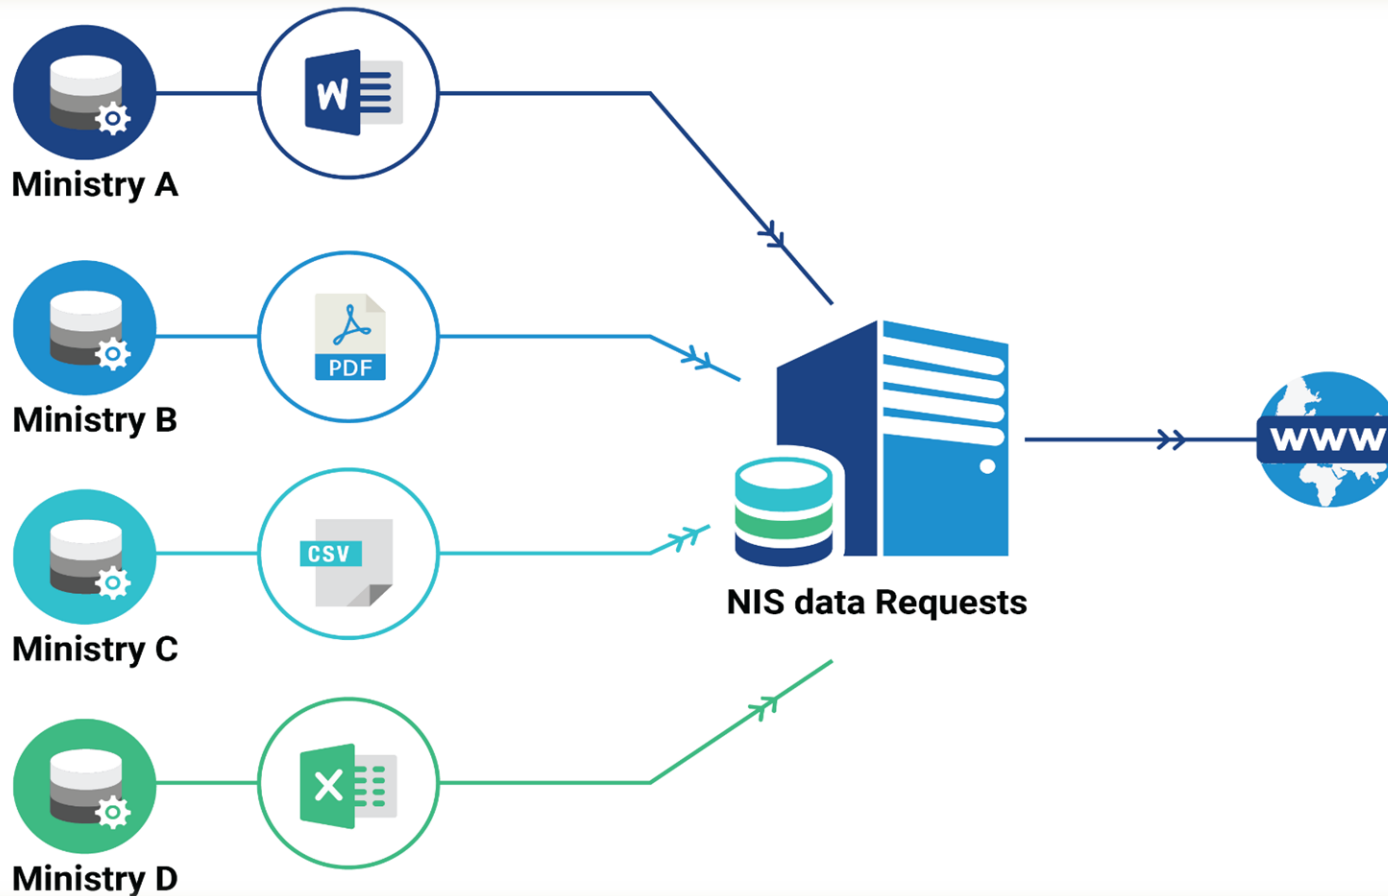 W
Ministry A
PDF
Ministry B
CSV
Ministry C
X
Ministry D
NIS data Requests
WWW